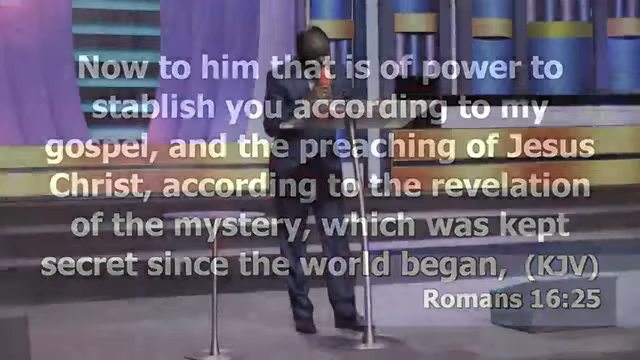 Now to him that is of power to
stablish you according to my
gospel, and the preaching of Jesus
Christ, according to the revelation
of the mystery, which was kept
secret since the world began, (KJV)
Romans 16:25